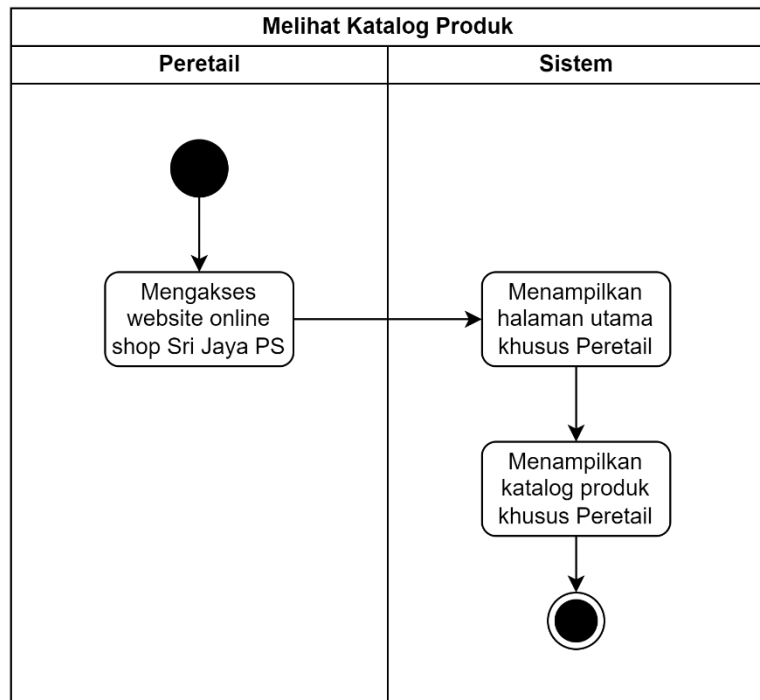 Melihat Katalog Produk
Peretail
Sistem
Mengakses
website online
shop Sri Jaya PS
Menampilkan
halaman utama
khusus Peretail
Menampilkan
katalog produk
khusus Peretail